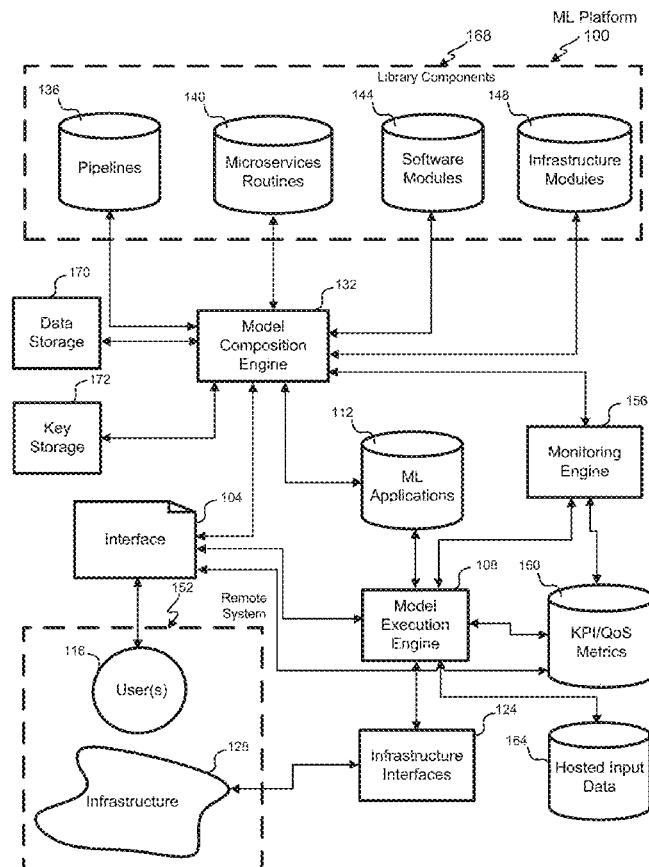 ML Platform
168
100
Library Components
136
140
144
148
Pipelines
Microservices
Routines
Software
Modules
Infrastructure
Modules
170
132
Data
Storage
Model
Composition
Engine
172
Key
Storage
112
156
ML
Applications
Monitoring
Engine
104
Interface
108
160
152
Remote
System
Model
Execution
Engine
KPI/QoS
Metrics
116
User(s)
124
128
Infrastructure
Interfaces
164
Hosted Input
Data
Infrastructure